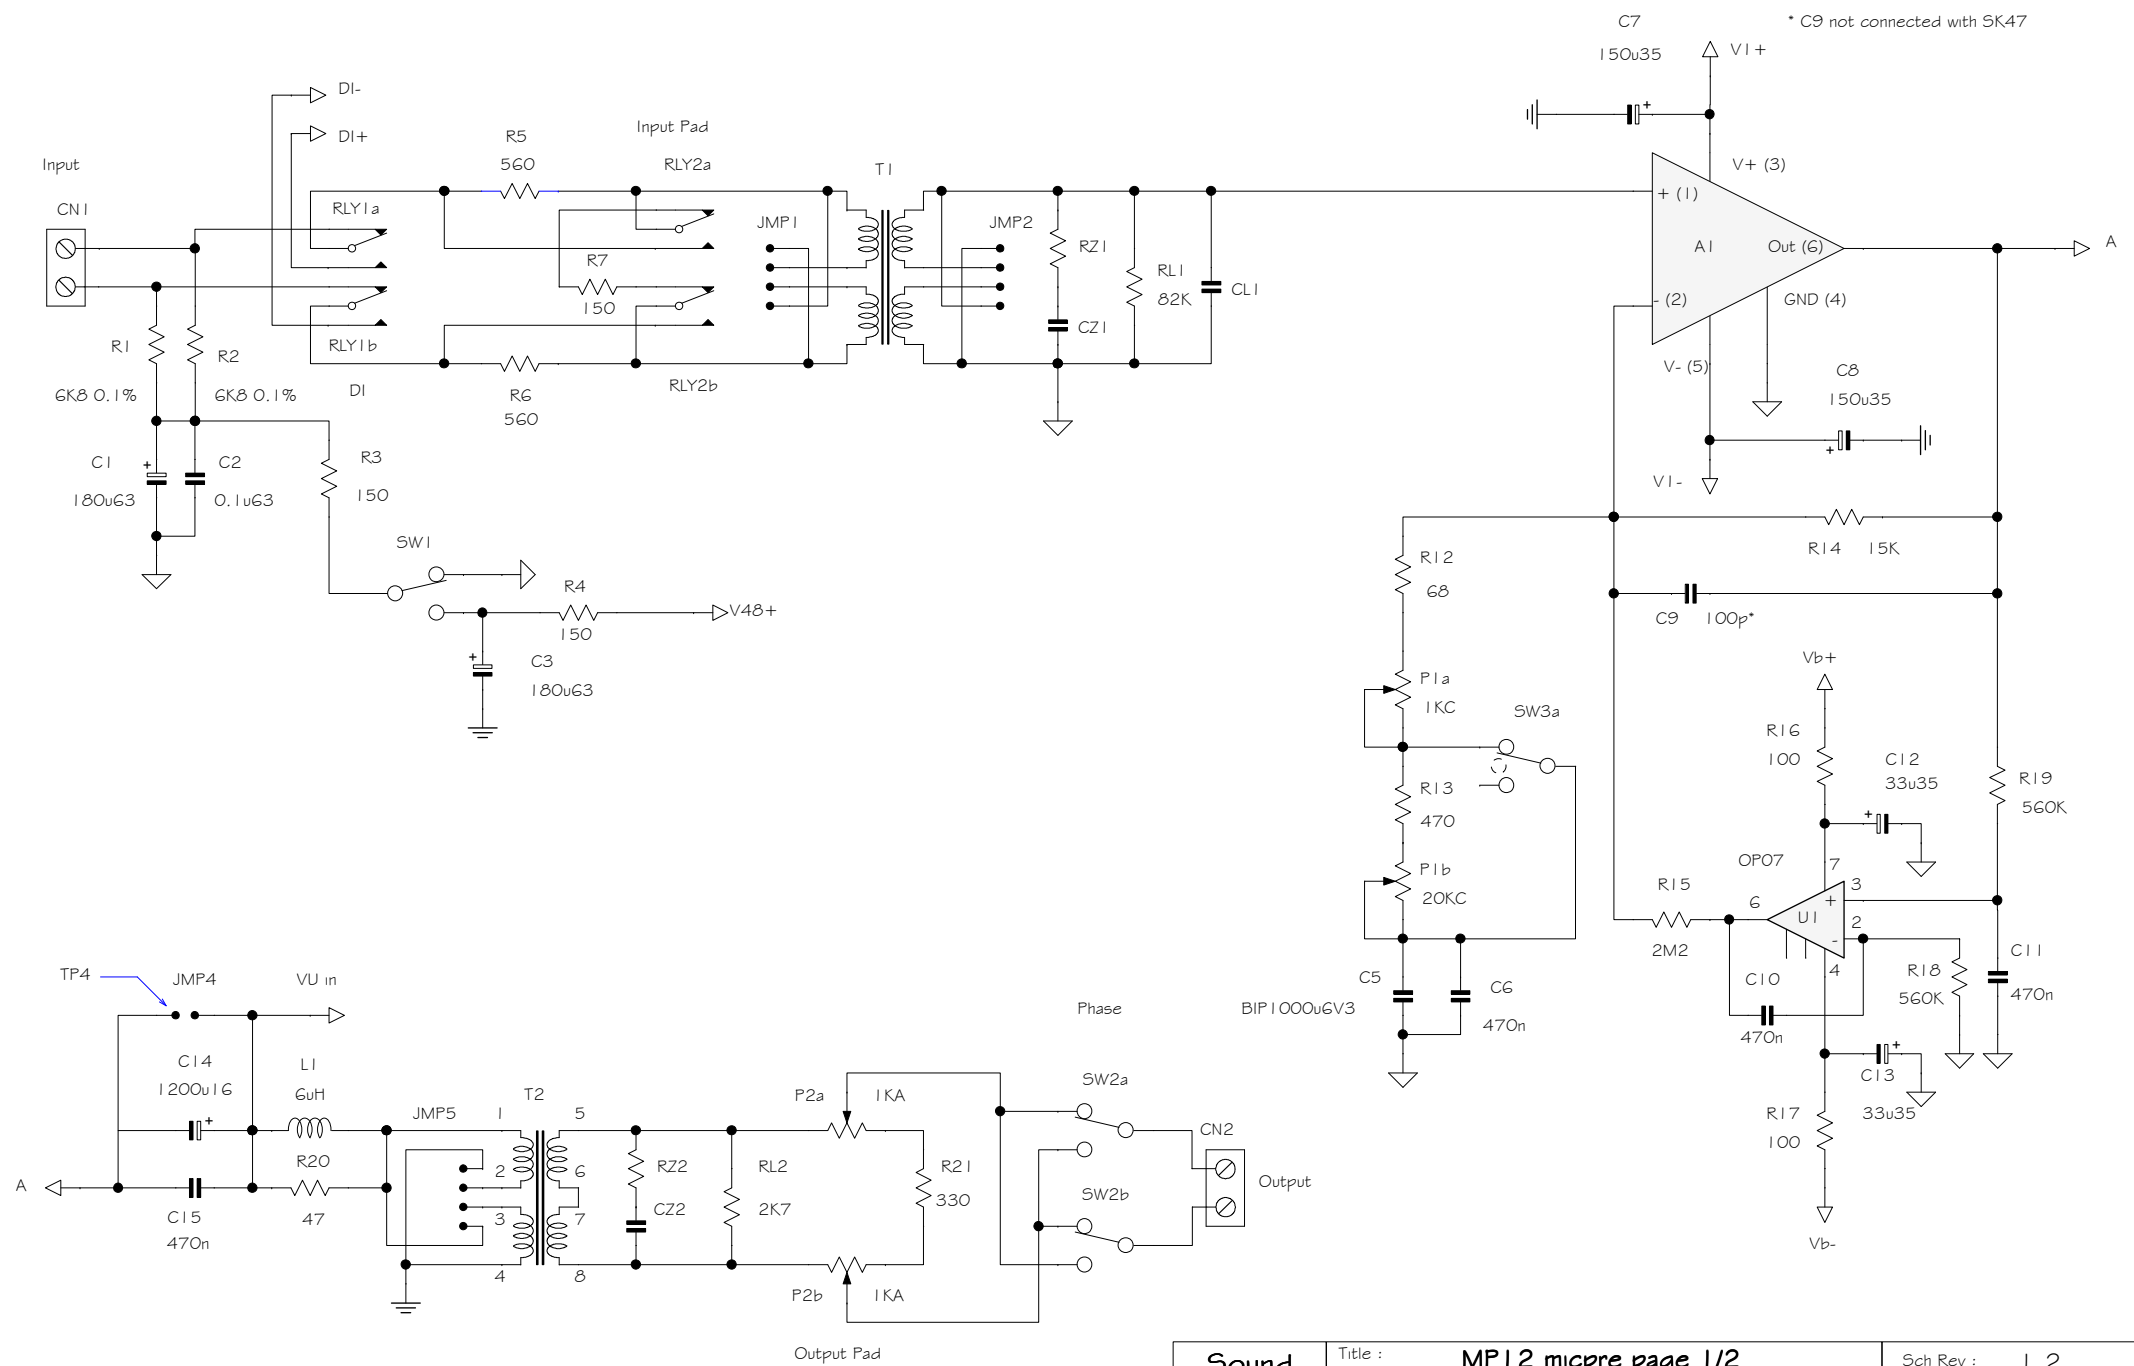 C7
150u35
* C9 not connected with SK47
V1+
DI-
DI+
Input
CN1
RLY1a
RLY1b
DI
R5
560
Input Pad
RLY2a
R7
150
JMP1
T1
JMP2
RZ1
CZ1
RL1
82K
CL1
V+ (3)
+ (1)
A1
Out (6)
- (2)
GND (4)
V- (5)
A
R1
6K8 0.1%
R2
6K8 0.1%
R6
560
RLY2b
C8
150u35
V1-
C1
180u63
C2
0.1u63
R3
150
SW1
R4
150
V48+
C3
180u63
R14 15K
R12
68
C9 100p*
P1a
1KC
SW3a
R13
470
P1b
20KC
C5
BIP1000u6V3
C6
470n
Vb+
R16
100
C12
33u35
R19
560K
OP07
7
3
6
U1
+
2
-
4
R15
2M2
C10
470n
R18
560K
C11
470n
C13
33u35
R17
100
Vb-
TP4
JMP4
VU in
C14
1200u16
L1
6uH
JMP5
R20
47
C15
470n
A
T2
1
2
3
4
5
6
7
8
RZ2
CZ2
RL2
2K7
P2a
1KA
R21
330
P2b
1KA
Output Pad
Phase
SW2a
SW2b
CN2
Output
Sound
Title :
MP12 micpre page 1/2
Sch Rev :
1.2